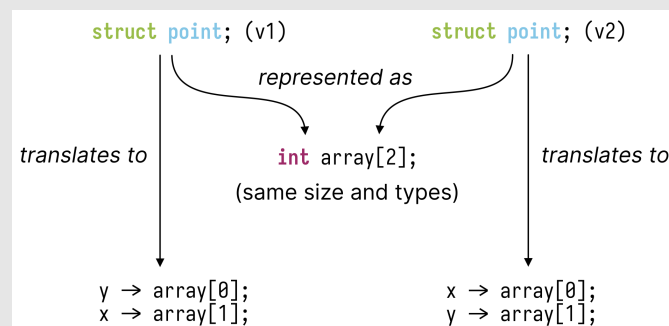 struct point; (v1)
struct point; (v2)
represented as
translates to
int array[2];
translates to
(same size and types)
y → array[0];
x → array[1];
x → array[0];
y → array[1];